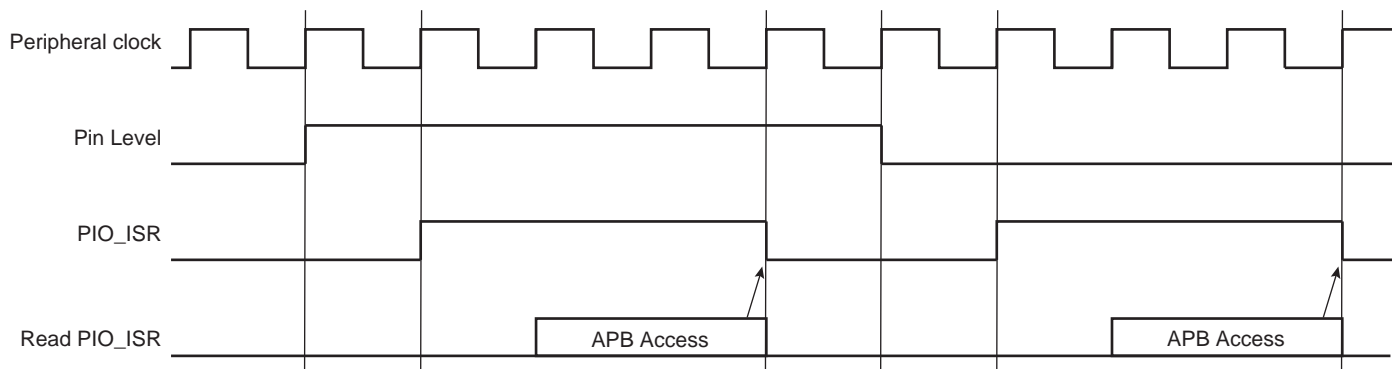 Peripheral clock
Pin Level
PIO_ISR
Read PIO_ISR
APB Access
APB Access